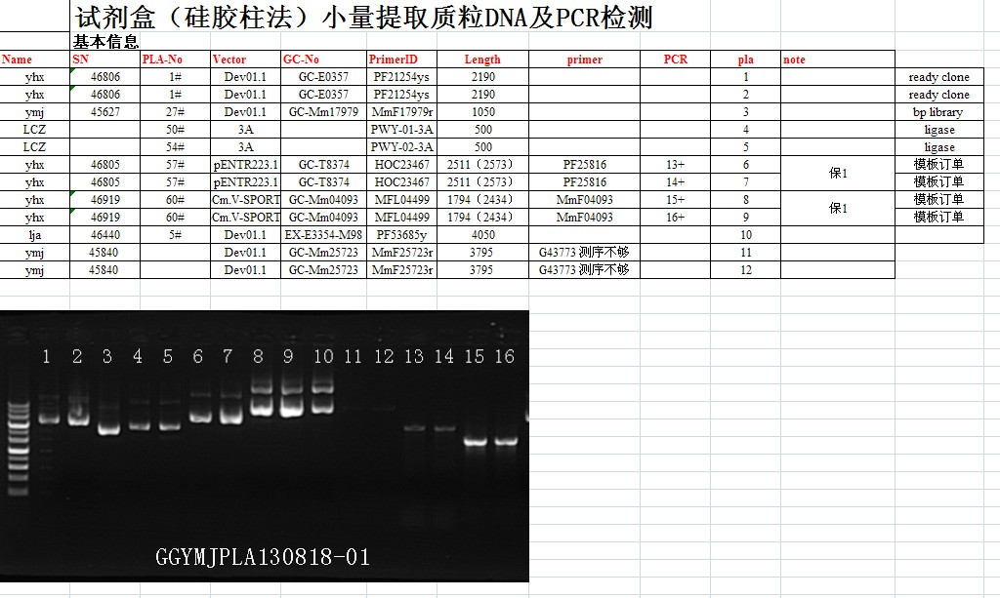 试剂盒（硅胶柱法）小量提取质粒DNA及PCR检测
基本信息
Name SN PLA-No Vector GC-No PrimerID Length primer PCR pla note
yhx 46806 1# Dev01.1 GC-E0357 PF21254ys 2190 1 ready clone
yhx 46806 1# Dev01.1 GC-E0357 PF21254ys 2190 2 ready clone
ymj 45627 27# Dev01.1 GC-Mm17979 MmF17979r 1050 3 bp library
LCZ 50# 3A PWY-01-3A 500 4 ligase
LCZ 54# 3A PWY-02-3A 500 5 ligase
yhx 46805 57# pENTR223.1 GC-T8374 HOC23467 2511（2573） PF25816 13+ 6 保1 模板订单
yhx 46805 57# pENTR223.1 GC-T8374 HOC23467 2511（2573） PF25816 14+ 7 模板订单
yhx 46919 60# Cm.V-SPORT GC-Mm04093 MFL04499 1794（2434） MmF04093 15+ 8 保1 模板订单
yhx 46919 60# Cm.V-SPORT GC-Mm04093 MFL04499 1794（2434） MmF04093 16+ 9 模板订单
lja 46440 5# Dev01.1 EX-E3354-M98 PF53685y 4050 10
ymj 45840 Dev01.1 GC-Mm25723 MmF25723r 3795 G43773 测序不够 11
ymj 45840 Dev01.1 GC-Mm25723 MmF25723r 3795 G43773 测序不够 12
1 2 3 4 5 6 7 8 9 10 11 12 13 14 15 16
GGYMJPLA130818-01